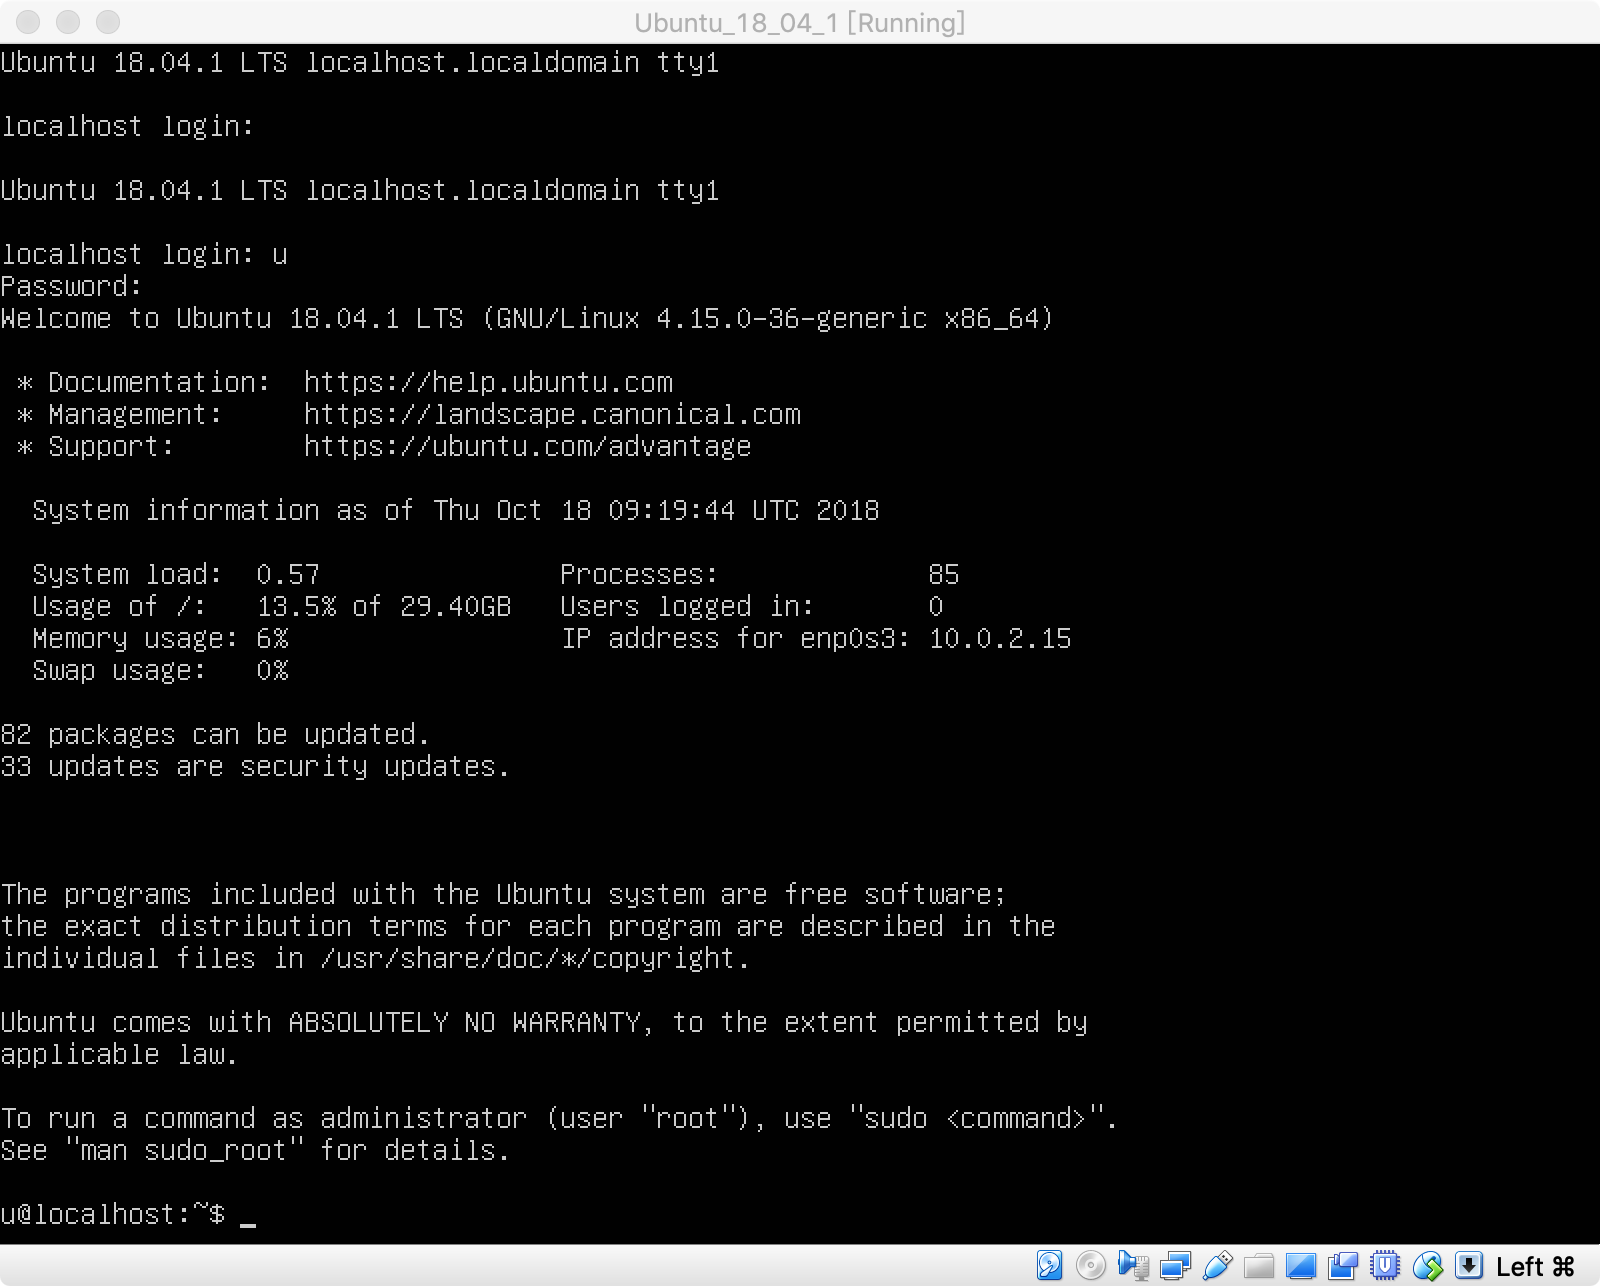 Ubuntu_18_04_1 [Running]
Ubuntu 18.04.1 LTS localhost.localdomain tty1
localhost login:
Ubuntu 18.04.1 LTS localhost.localdomain tty1
localhost login: u
Password:
Welcome to Ubuntu 18.04.1 LTS (GNU/Linux 4.15.0-36-generic x86_64)
* Documentation:  https://help.ubuntu.com
* Management:     https://landscape.canonical.com
* Support:        https://ubuntu.com/advantage
System information as of Thu Oct 18 09:19:44 UTC 2018
System load:  0.57               Processes:             85
Usage of /:   13.5% of 29.40GB   Users logged in:       0
Memory usage: 6%                 IP address for enp0s3: 10.0.2.15
Swap usage:   0%
82 packages can be updated.
33 updates are security updates.
The programs included with the Ubuntu system are free software;
the exact distribution terms for each program are described in the
individual files in /usr/share/doc/*/copyright.
Ubuntu comes with ABSOLUTELY NO WARRANTY, to the extent permitted by
applicable law.
To run a command as administrator (user "root"), use "sudo <command>".
See "man sudo_root" for details.
u@localhost:~$ _
Left ⌘